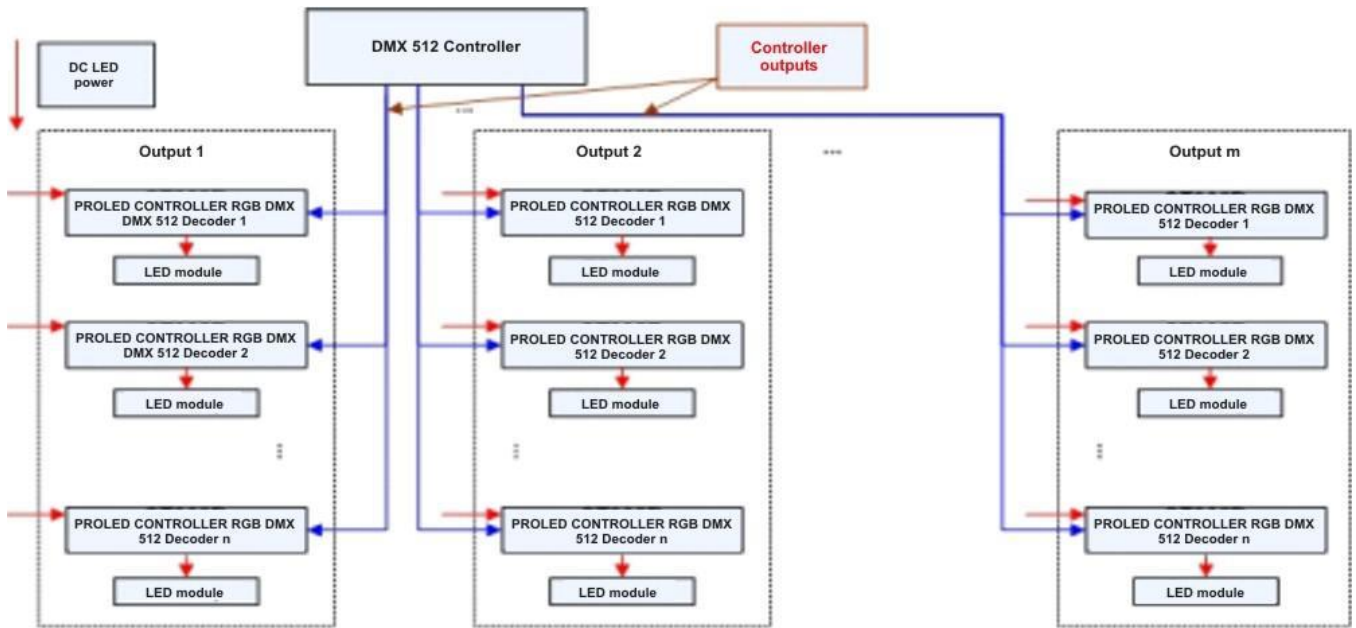 DMX 512 Controller
Controller
outputs
DC LED
power
...
Output 1
Output 2
...
Output m
PROLED CONTROLLER RGB DMX
DMX 512 Decoder 1
PROLED CONTROLLER RGB DMX
512 Decoder 1
PROLED CONTROLLER RGB DMX
512 Decoder 1
LED module
LED module
LED module
PROLED CONTROLLER RGB DMX
DMX 512 Decoder 2
PROLED CONTROLLER RGB DMX
512 Decoder 2
PROLED CONTROLLER RGB DMX
512 Decoder 2
LED module
LED module
LED module
...
...
...
PROLED CONTROLLER RGB DMX
512 Decoder n
PROLED CONTROLLER RGB DMX
512 Decoder n
PROLED CONTROLLER RGB DMX
512 Decoder n
LED module
LED module
LED module